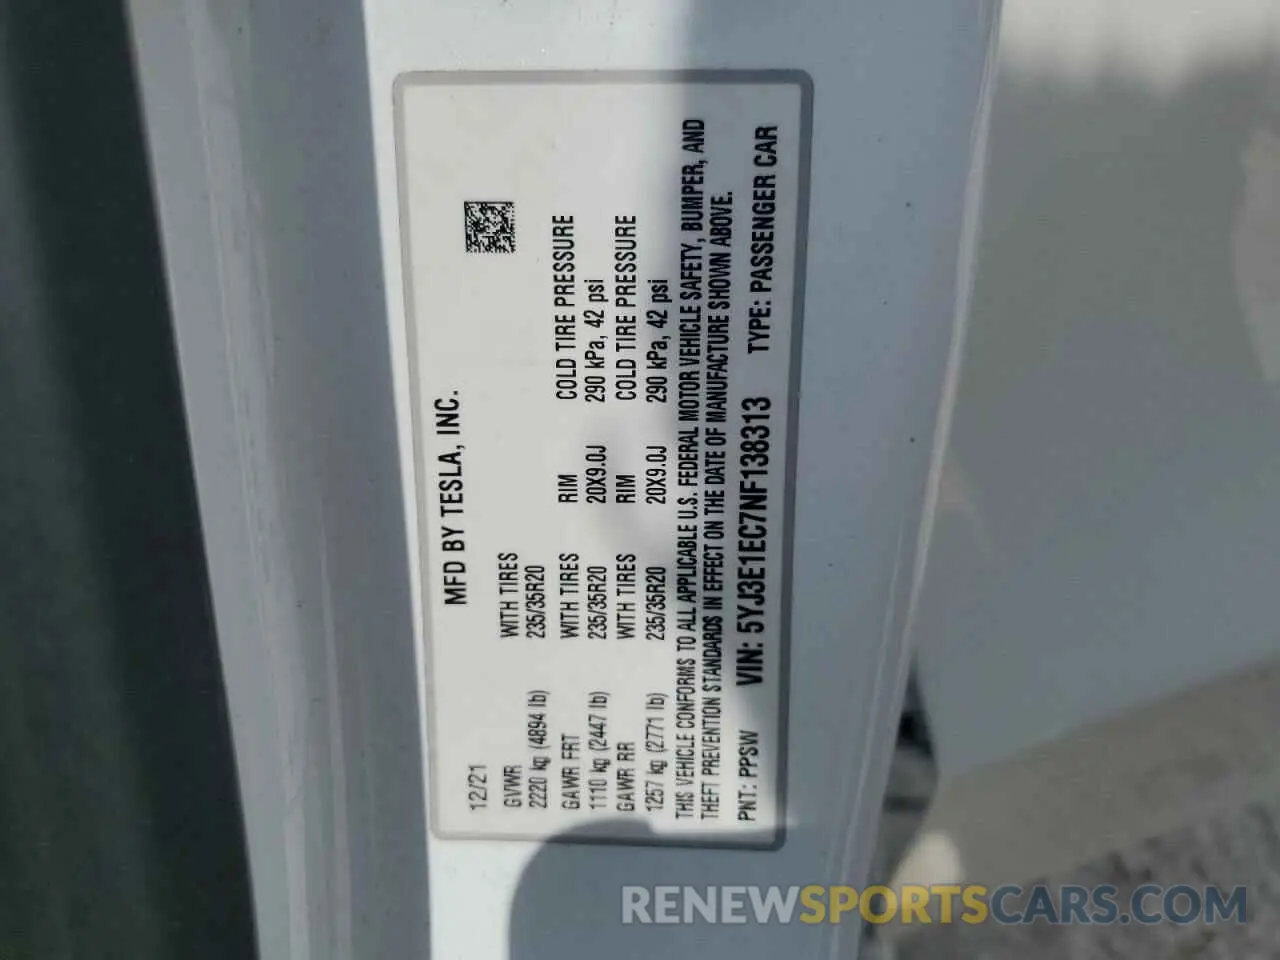 MFD BY TESLA, INC.
12/21
GVWR WITH TIRES
2220 kg (4894 lb) 235/35R20
GAWR FRT WITH TIRES RIM COLD TIRE PRESSURE
1110 kg (2447 lb) 235/35R20 20X9.0J 290 kPa, 42 psi
GAWR RR WITH TIRES RIM COLD TIRE PRESSURE
1257 kg (2771 lb) 235/35R20 20X9.0J 290 kPa, 42 psi
THIS VEHICLE CONFORMS TO ALL APPLICABLE U.S. FEDERAL MOTOR VEHICLE SAFETY, BUMPER, AND
THEFT PREVENTION STANDARDS IN EFFECT ON THE DATE OF MANUFACTURE SHOWN ABOVE.
PNT: PPSW VIN: 5YJ3E1EC7NF138313 TYPE: PASSENGER CAR
RENEWSPORTSCARS.COM